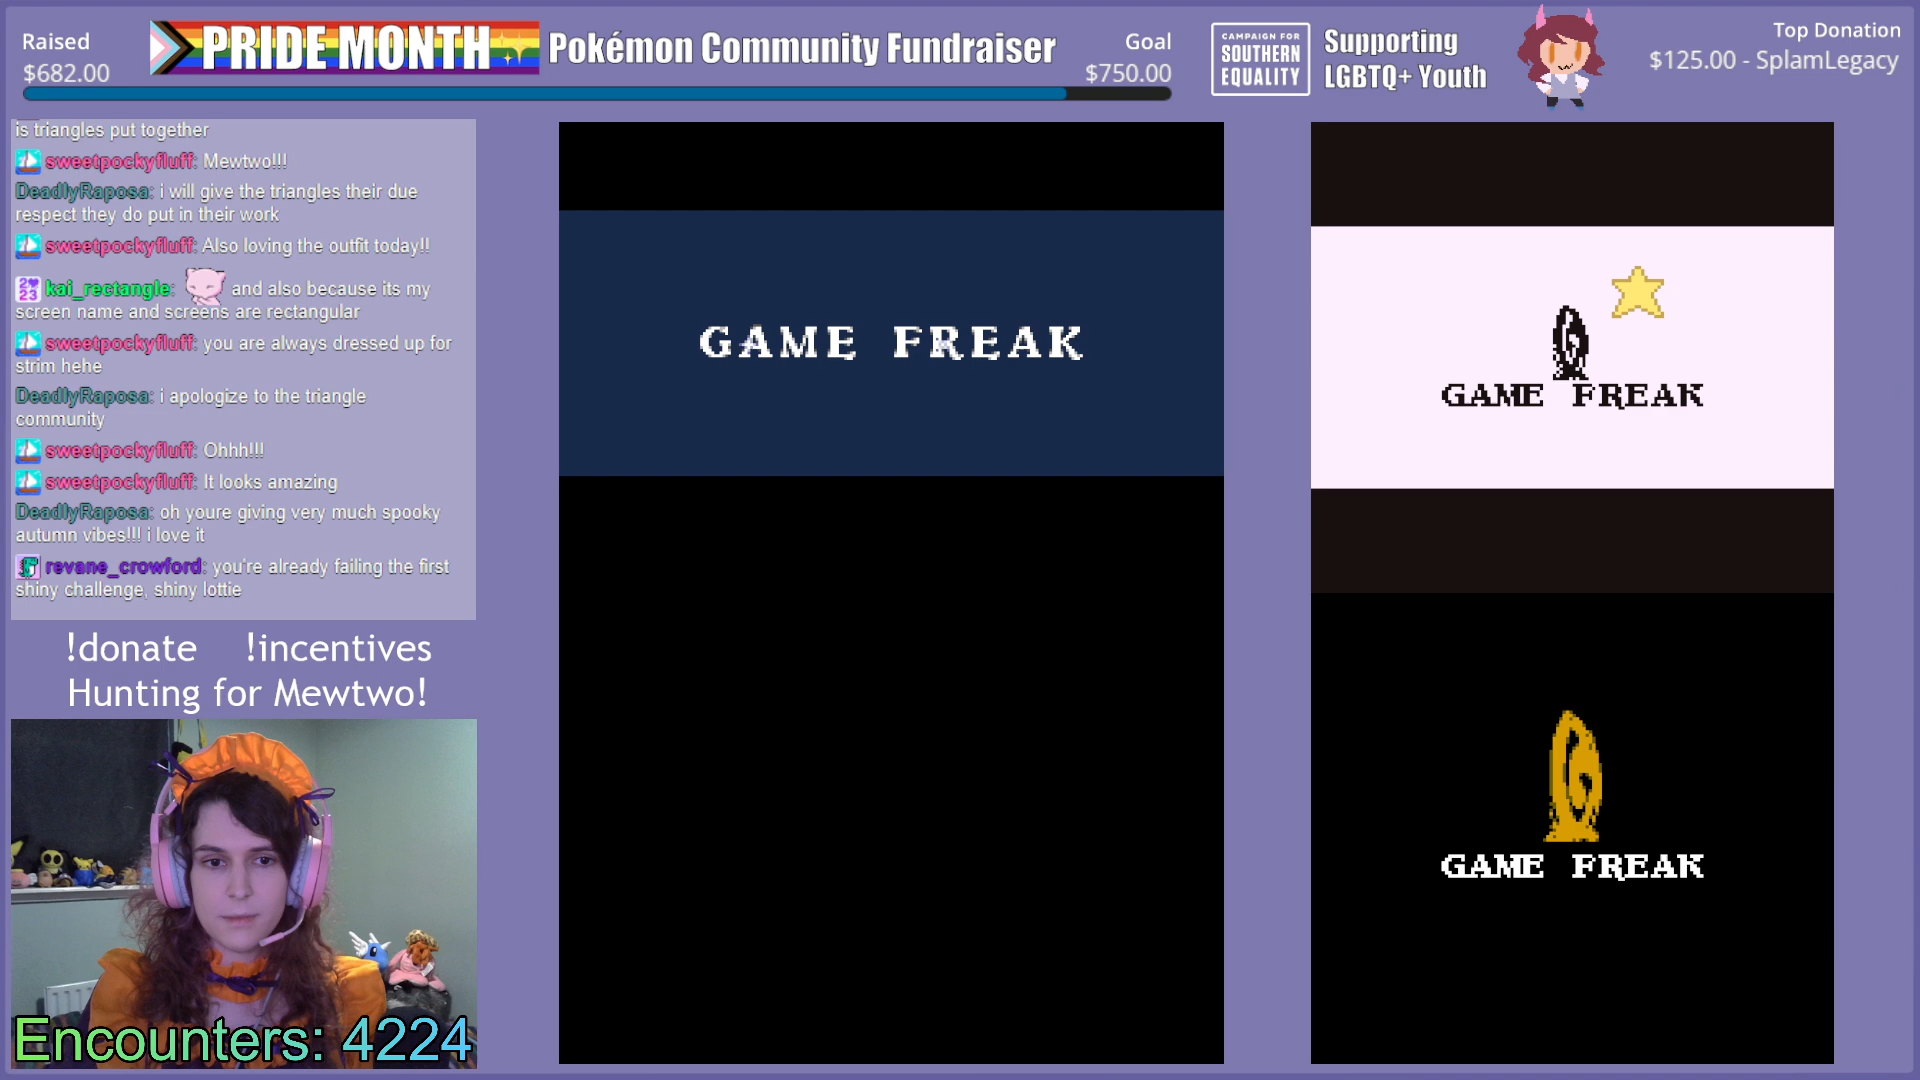 Raised
$682.00
PRIDE MONTH
Pokémon Community Fundraiser
Goal
$750.00
CAMPAIGN FOR
SOUTHERN
EQUALITY
Supporting
LGBTQ+ Youth
Top Donation
$125.00 - SplamLegacy
is triangles put together
sweetpockyfluff: Mewtwo!!!
DeadlyRaposa: i will give the triangles their due
respect they do put in their work
sweetpockyfluff: Also loving the outfit today!!
kai_rectangle: and also because its my
screen name and screens are rectangular
sweetpockyfluff: you are always dressed up for
strim hehe
DeadlyRaposa: i apologize to the triangle
community
sweetpockyfluff: Ohhh!!!
sweetpockyfluff: It looks amazing
DeadlyRaposa: oh youre giving very much spooky
autumn vibes!!! i love it
revane_crowford: you're already failing the first
shiny challenge, shiny lottie
!donate !incentives
Hunting for Mewtwo!
Encounters: 4224
GAME FREAK
GAME FREAK
GAME FREAK